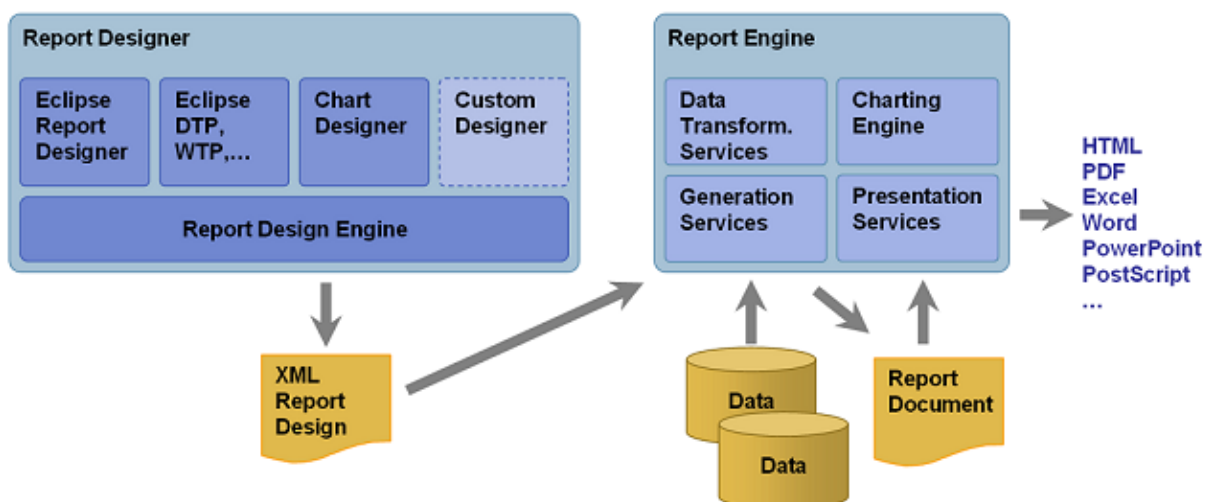 Report Designer
Eclipse
Report
Designer
Eclipse
DTP,
WTP,...
Chart
Designer
Custom
Designer
Report Design Engine
XML
Report
Design
Report Engine
Data
Transform.
Services
Charting
Engine
Generation
Services
Presentation
Services
Data
Data
Report
Document
HTML
PDF
Excel
Word
PowerPoint
PostScript
...